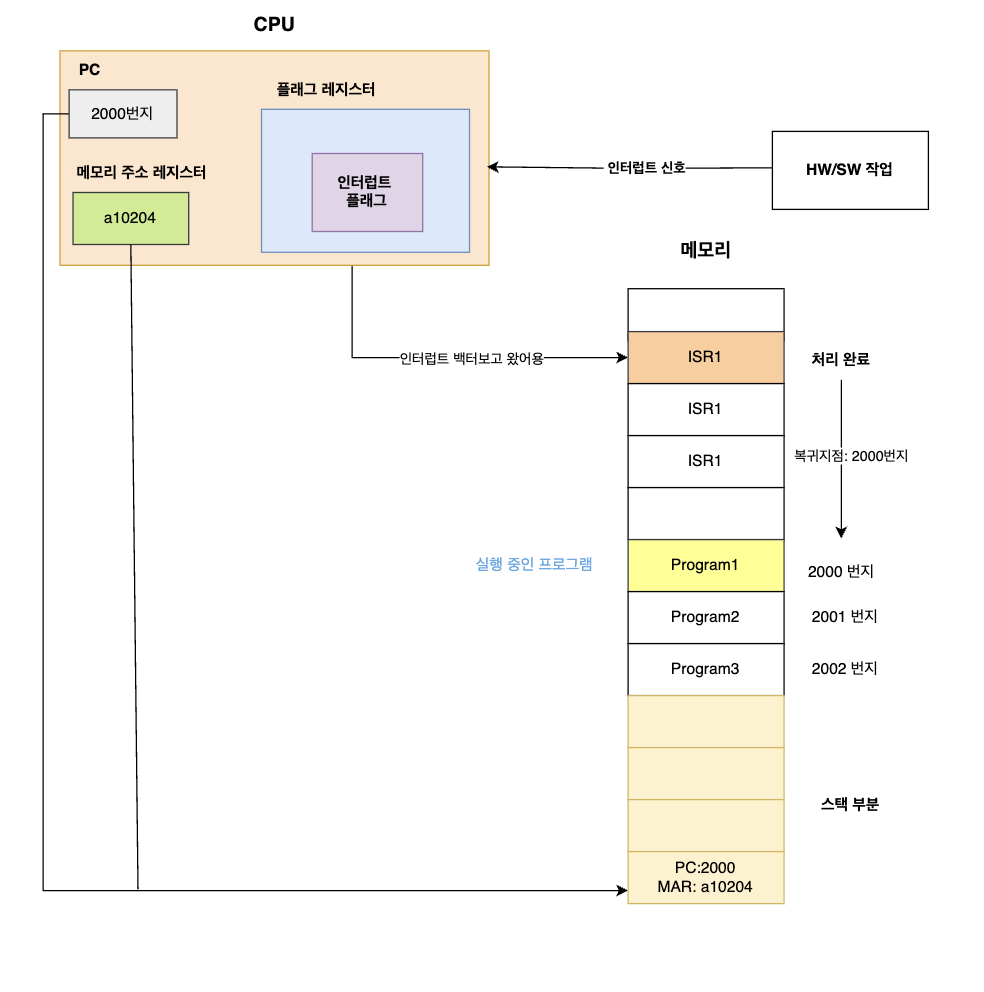 CPU
PC
2000번지
플래그 레지스터
인터럽트
플래그
메모리 주소 레지스터
a10204
인터럽트 신호
HW/SW 작업
메모리
인터럽트 백터보고 왔어용
ISR1
처리 완료
ISR1
ISR1
복귀지점: 2000번지
실행 중인 프로그램
Program1
2000 번지
Program2
2001 번지
Program3
2002 번지
스택 부분
PC:2000
MAR: a10204